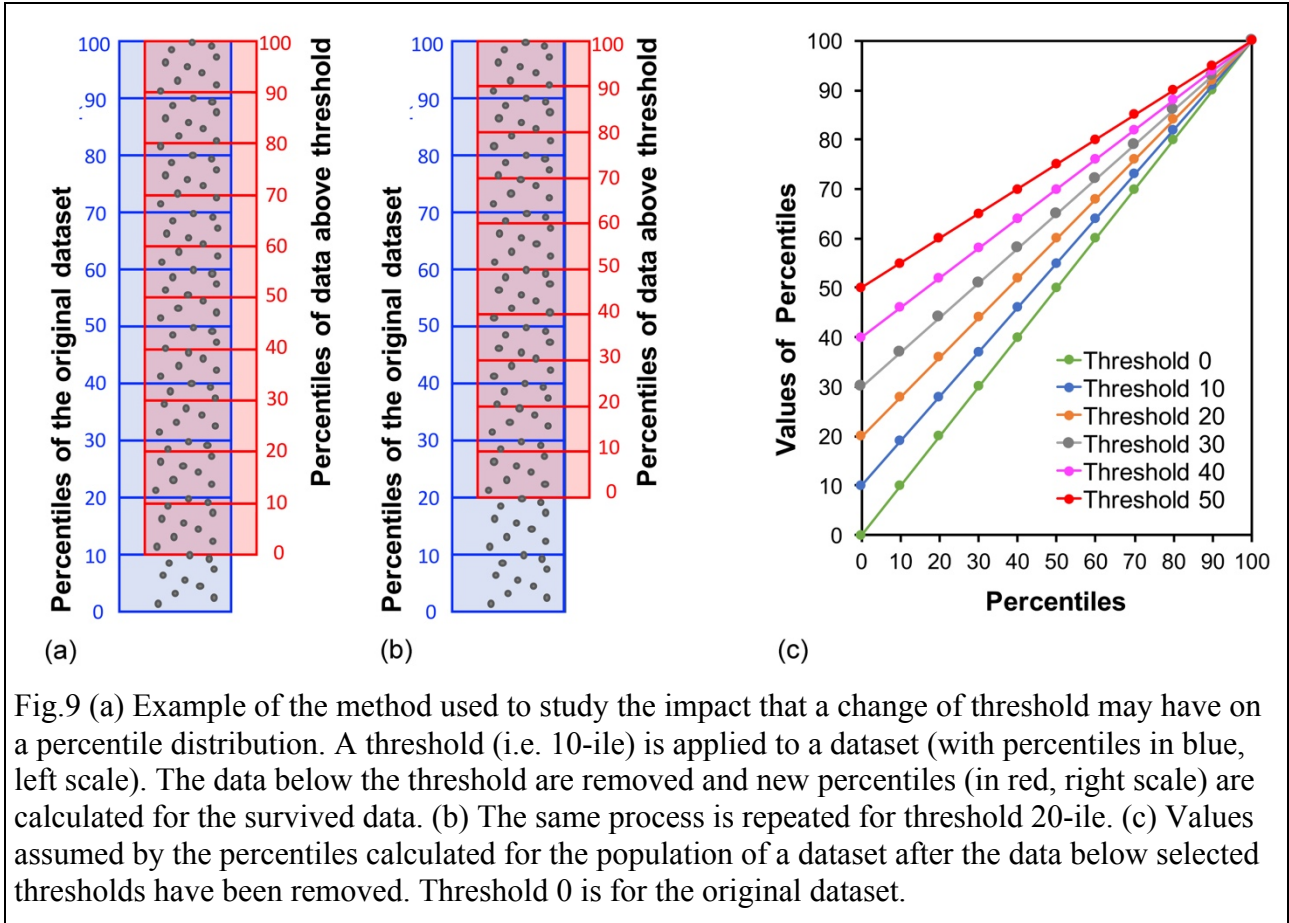 Percentiles of the original dataset
100
90
80
70
60
50
40
30
20
10
0
100
90
80
70
60
50
40
30
20
10
0
Percentiles of data above threshold
(a)
Percentiles of the original dataset
100
90
80
70
60
50
40
30
20
10
0
100
90
80
70
60
50
40
30
20
10
0
Percentiles of data above threshold
(b)
Values of Percentiles
100
90
80
70
60
50
40
30
20
10
0
Threshold 0
Threshold 10
Threshold 20
Threshold 30
Threshold 40
Threshold 50
0 10 20 30 40 50 60 70 80 90 100
Percentiles
(c)
Fig.9 (a) Example of the method used to study the impact that a change of threshold may have on
a percentile distribution. A threshold (i.e. 10-ile) is applied to a dataset (with percentiles in blue,
left scale). The data below the threshold are removed and new percentiles (in red, right scale) are
calculated for the survived data. (b) The same process is repeated for threshold 20-ile. (c) Values
assumed by the percentiles calculated for the population of a dataset after the data below selected
thresholds have been removed. Threshold 0 is for the original dataset.